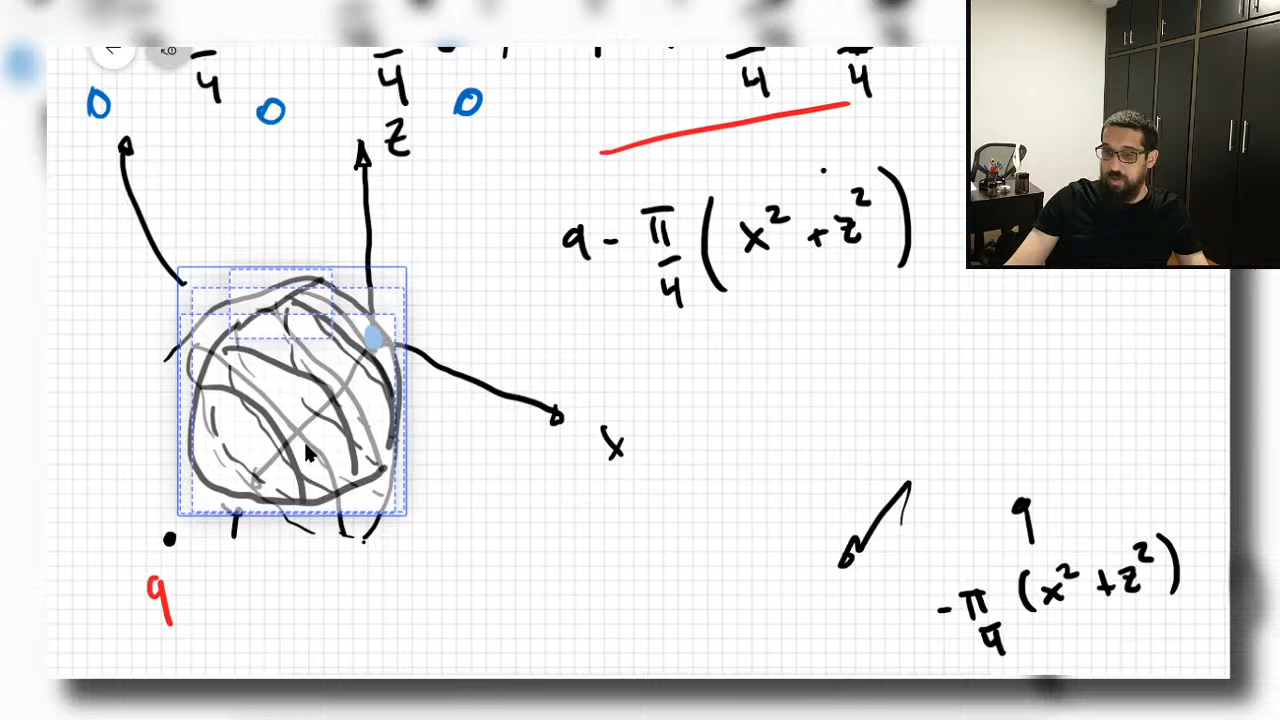 π/4 π/4 π/4 π/4
0 0 0
z
9 - π/4 (x² + z²)
x
9
9
- π/4 (x² + z²)